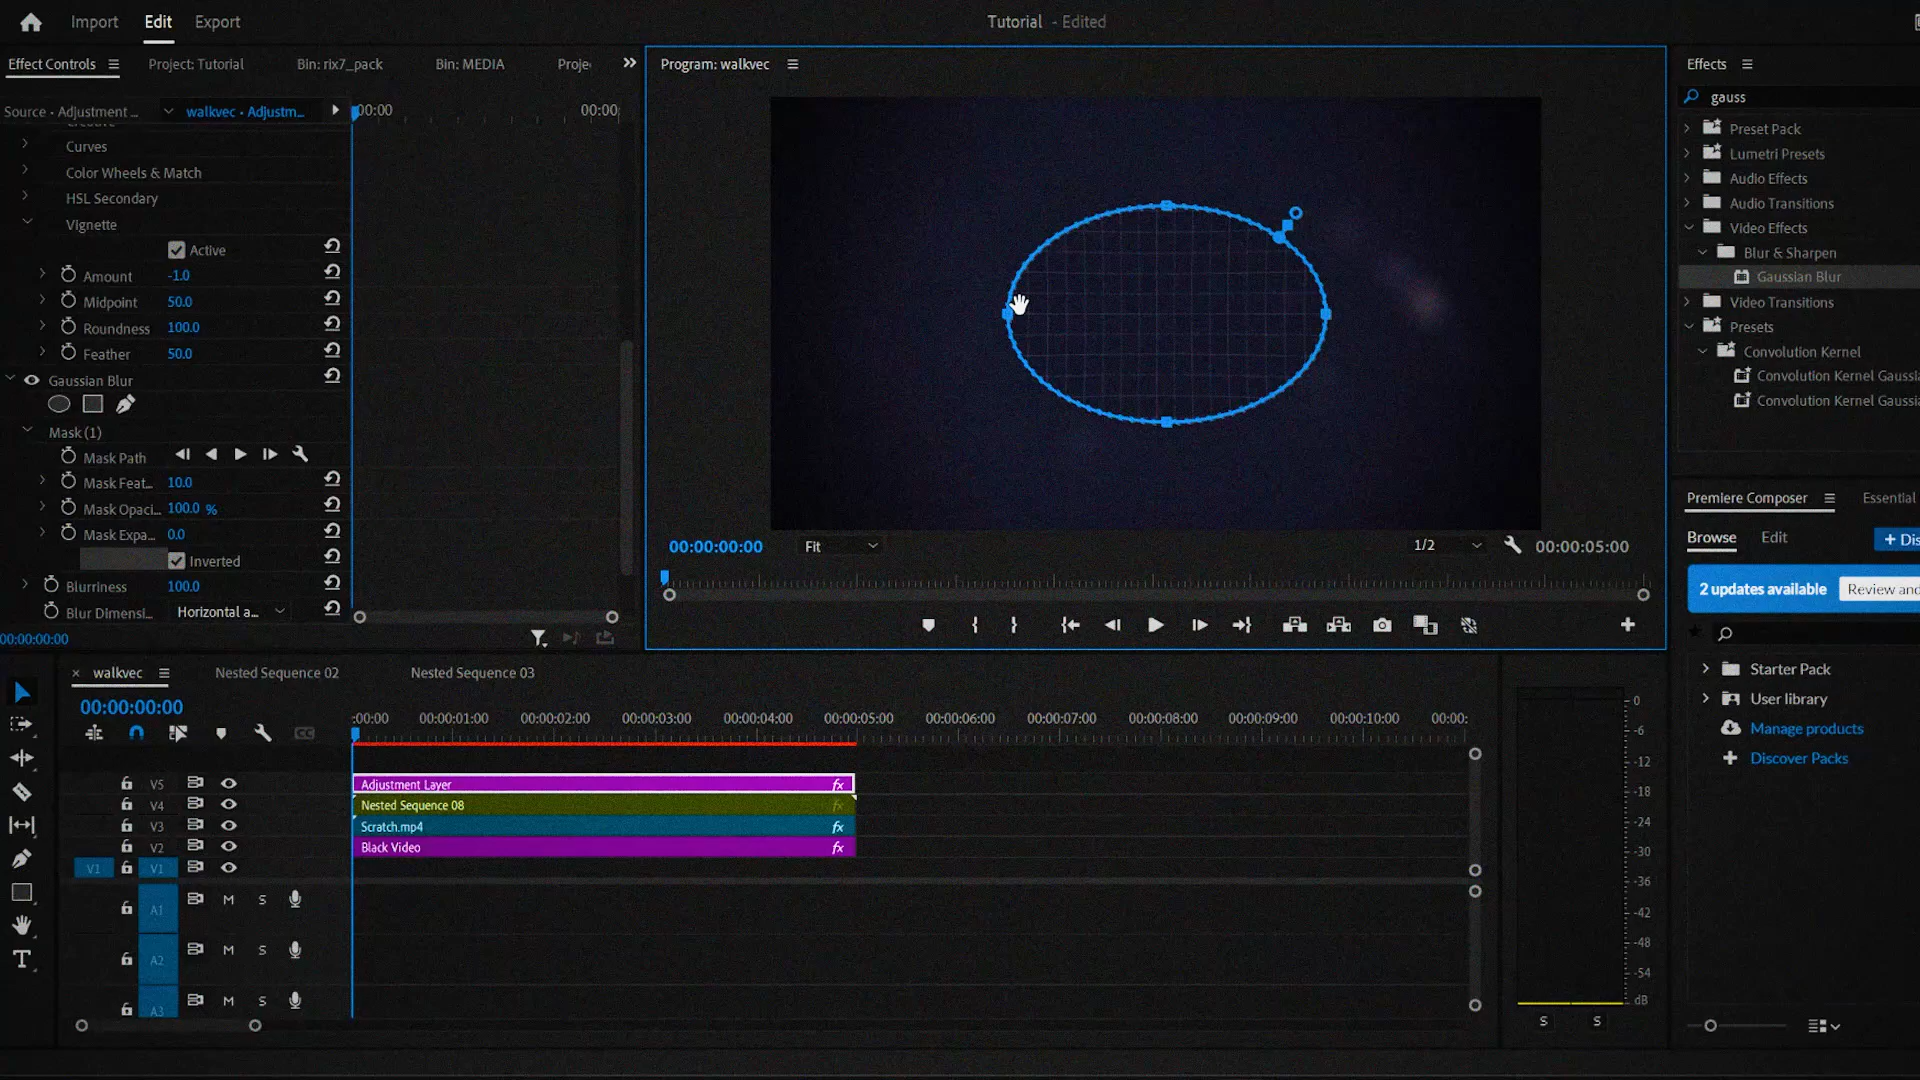 Import Edit Export
Tutorial - Edited
Effect Controls Project: Tutorial Bin: rix7_pack Bin: MEDIA Proje
Source • Adjustment ... walkvec • Adjustm... :00:00 00:00
Curves
Color Wheels & Match
HSL Secondary
Vignette
Active
Amount -1.0
Midpoint 50.0
Roundness 100.0
Feather 50.0
Gaussian Blur
Mask (1)
Mask Path
Mask Feat... 10.0
Mask Opaci... 100.0 %
Mask Expa... 0.0
Inverted
Blurriness 100.0
Blur Dimensi... Horizontal a...
00:00:00:00
Program: walkvec
00:00:00:00 Fit 1/2 00:00:05:00
Effects
gauss
Preset Pack
Lumetri Presets
Audio Effects
Audio Transitions
Video Effects
Blur & Sharpen
Gaussian Blur
Video Transitions
Presets
Convolution Kernel
Convolution Kernel Gaussia
Convolution Kernel Gaussia
Premiere Composer Essential
Browse Edit + Dis
2 updates available Review and
Starter Pack
User library
Manage products
Discover Packs
walkvec Nested Sequence 02 Nested Sequence 03
00:00:00:00
:00:00 00:00:01:00 00:00:02:00 00:00:03:00 00:00:04:00 00:00:05:00 00:00:06:00 00:00:07:00 00:00:08:00 00:00:09:00 00:00:10:00 00:00:
V5 Adjustment Layer fx
V4 Nested Sequence 08 fx
V3 Scratch.mp4 fx
V2 Black Video fx
V1 V1
A1 M S
A2 M S
A3 M S
0
-6
-12
-18
-24
-30
-36
-42
-48
-54
dB
S S